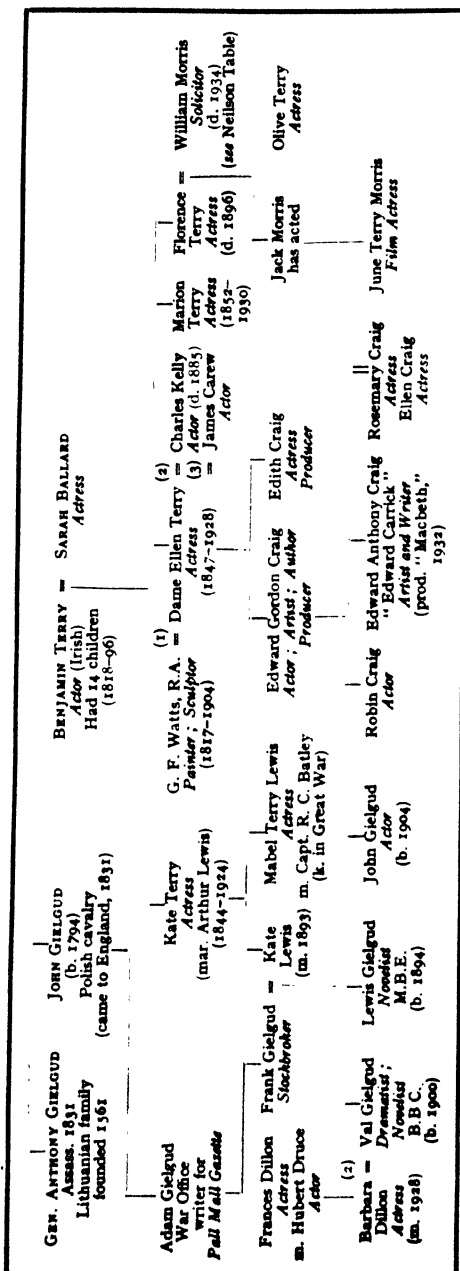 GEN. ANTHONY GIELGUD
Assass. 1831
Lithuanian family
founded 1561
JOHN GIELGUD
(b. 1794)
Polish cavalry
(came to England, 1831)
BENJAMIN TERRY = SARAH BALLARD
Actor (Irish)
Had 14 children
(1818-96)
Actress
Adam Gielgud
War Office
writer for
Pall Mall Gazette
Kate Terry
Actress
(mar. Arthur Lewis)
(1844-1924)
G. F. Watts, R.A.
Painter; Sculptor
(1817-1904)
(1)
= Dame Ellen Terry
Actress
(1847-1928)
(2)
= Charles Kelly
(3) Actor (d. 1885)
= James Carew
Actor
Marion
Terry
Actress
(1852-
1930)
Florence =
Terry
Actress
(d. 1896)
William Morris
Solicitor
(d. 1934)
(see Neilson Table)
Frances Dillon
Actress
m. Hubert Druce
Actor
Frank Gielgud =
Stockbroker
Kate
Lewis
(m. 1893)
Mabel Terry Lewis
Actress
m. Capt. R. C. Batley
(k. in Great War)
Edward Gordon Craig
Actor; Artist; Author
Producer
Edith Craig
Actress
Producer
Jack Morris
has acted
Olive Terry
Actress
(2)
Barbara =
Dillon
Actress
(m. 1928)
Val Gielgud
Dramatist;
Novelist
B.B.C.
(b. 1900)
Lewis Gielgud
Novelist
M.B.E.
(b. 1894)
John Gielgud
Actor
(b. 1904)
Robin Craig
Actor
Edward Anthony Craig
"Edward Carrick"
Artist and Writer
(prod. "Macbeth,"
1932)
Rosemary Craig
Actress
Ellen Craig
Actress
June Terry Morris
Film Actress